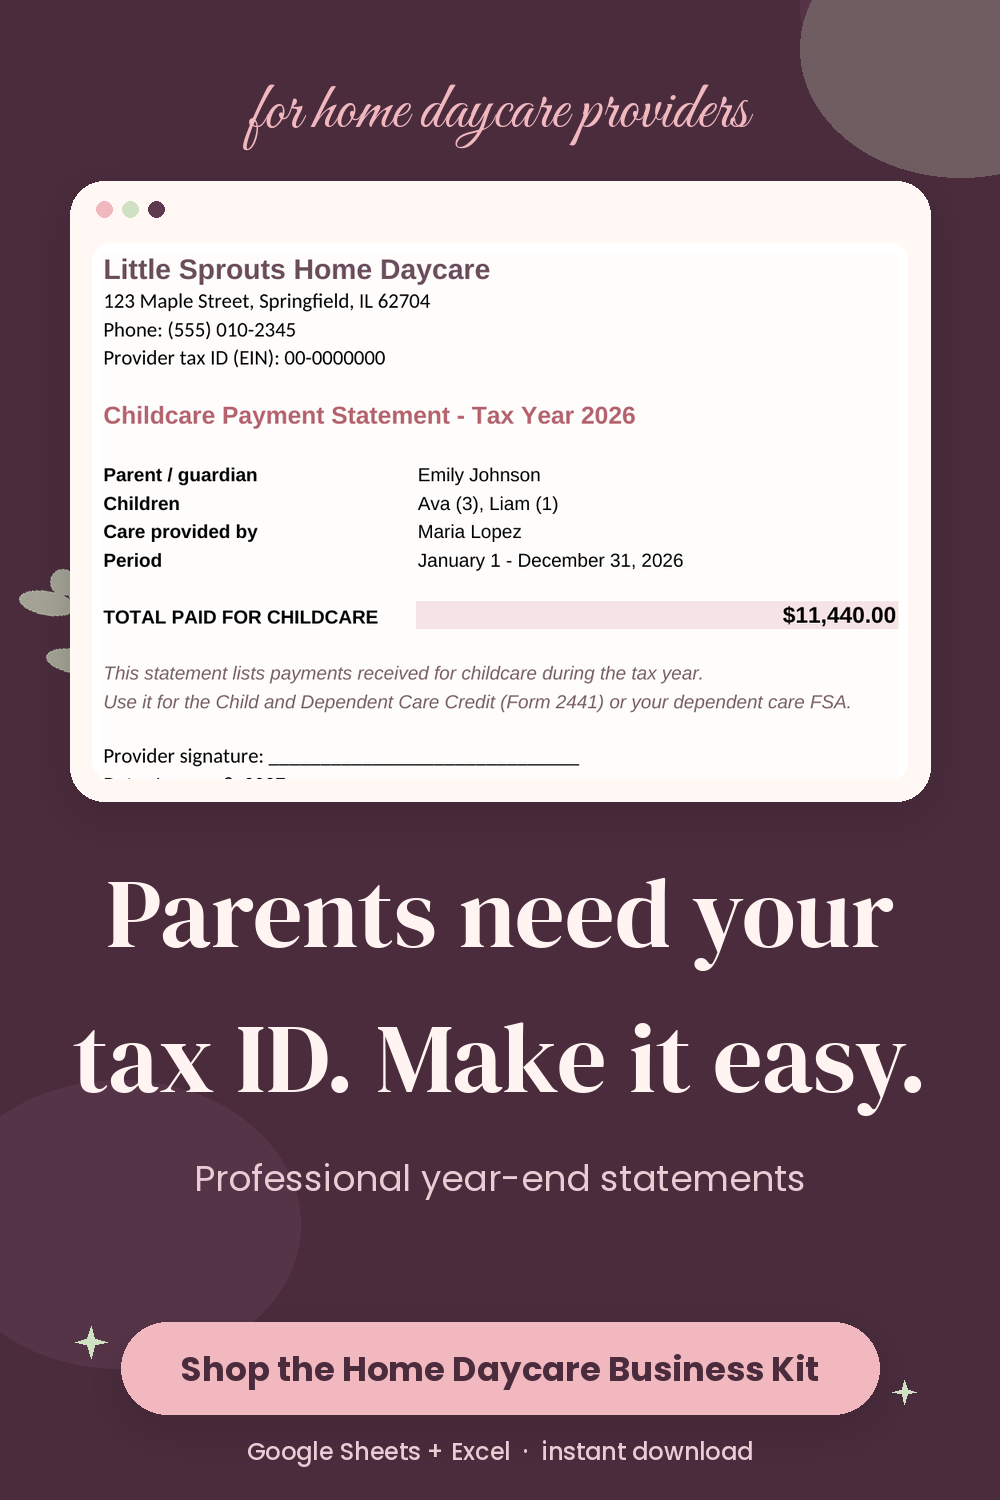 for home daycare providers
Little Sprouts Home Daycare
123 Maple Street, Springfield, IL 62704
Phone: (555) 010-2345
Provider tax ID (EIN): 00-0000000
Childcare Payment Statement - Tax Year 2026
Parent / guardian Emily Johnson
Children Ava (3), Liam (1)
Care provided by Maria Lopez
Period January 1 - December 31, 2026
TOTAL PAID FOR CHILDCARE $11,440.00
This statement lists payments received for childcare during the tax year.
Use it for the Child and Dependent Care Credit (Form 2441) or your dependent care FSA.
Provider signature: ______________________________
Parents need your
tax ID. Make it easy.
Professional year-end statements
Shop the Home Daycare Business Kit
Google Sheets + Excel · instant download